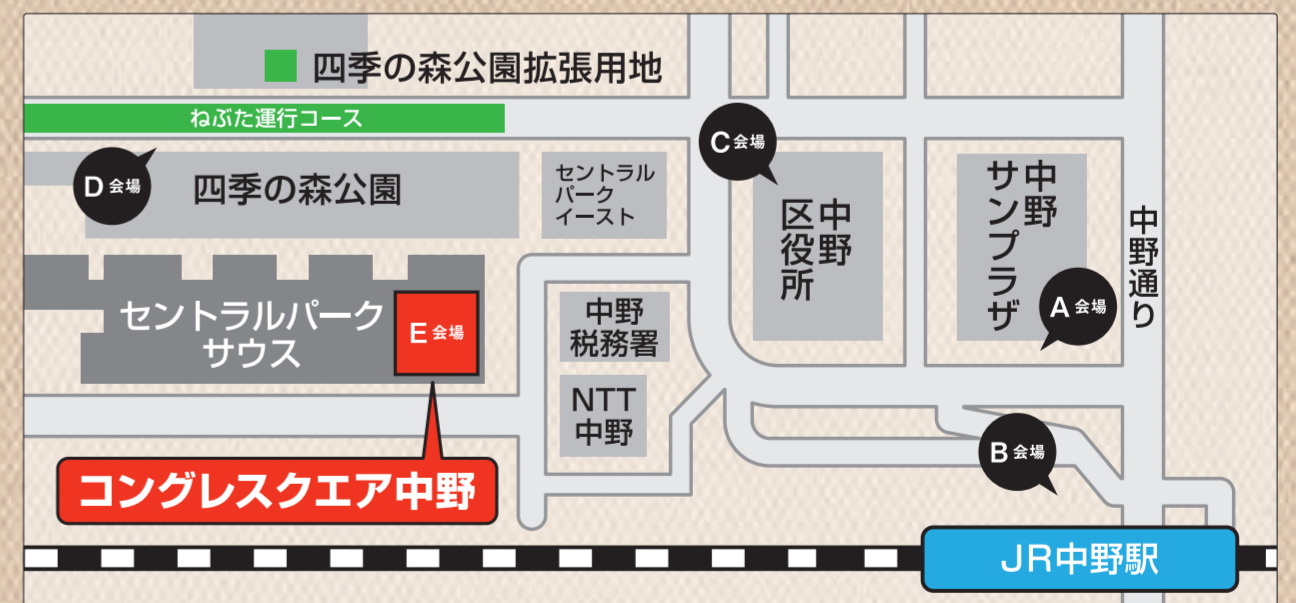 四季の森公園拡張用地
ねぶた運行コース
C会場
D会場
四季の森公園
セントラル
パーク
イースト
中野
区役所
中野
サンプラザ
中野通り
A会場
セントラルパーク
サウス
E会場
中野
税務署
NTT
中野
B会場
コングレスクエア中野
JR中野駅